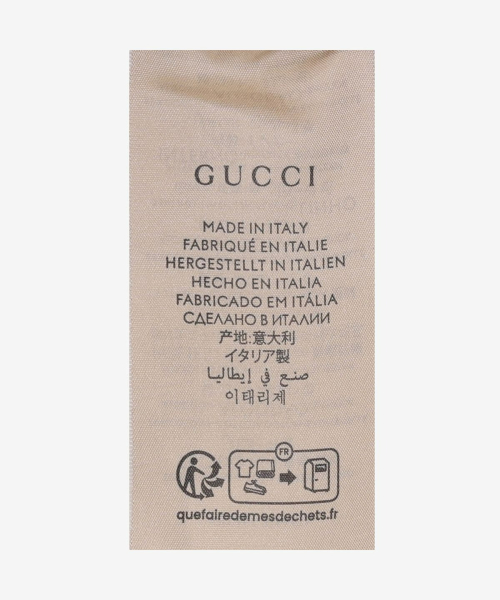 GUCCI
MADE IN ITALY
FABRIQUÉ EN ITALIE
HERGESTELLT IN ITALIEN
HECHO EN ITALIA
FABRICADO EM ITÁLIA
СДЕЛАНО В ИТАЛИИ
产地:意大利
イタリア製
صنع في إيطاليا
이태리제
FR
quefairedemesdechets.fr